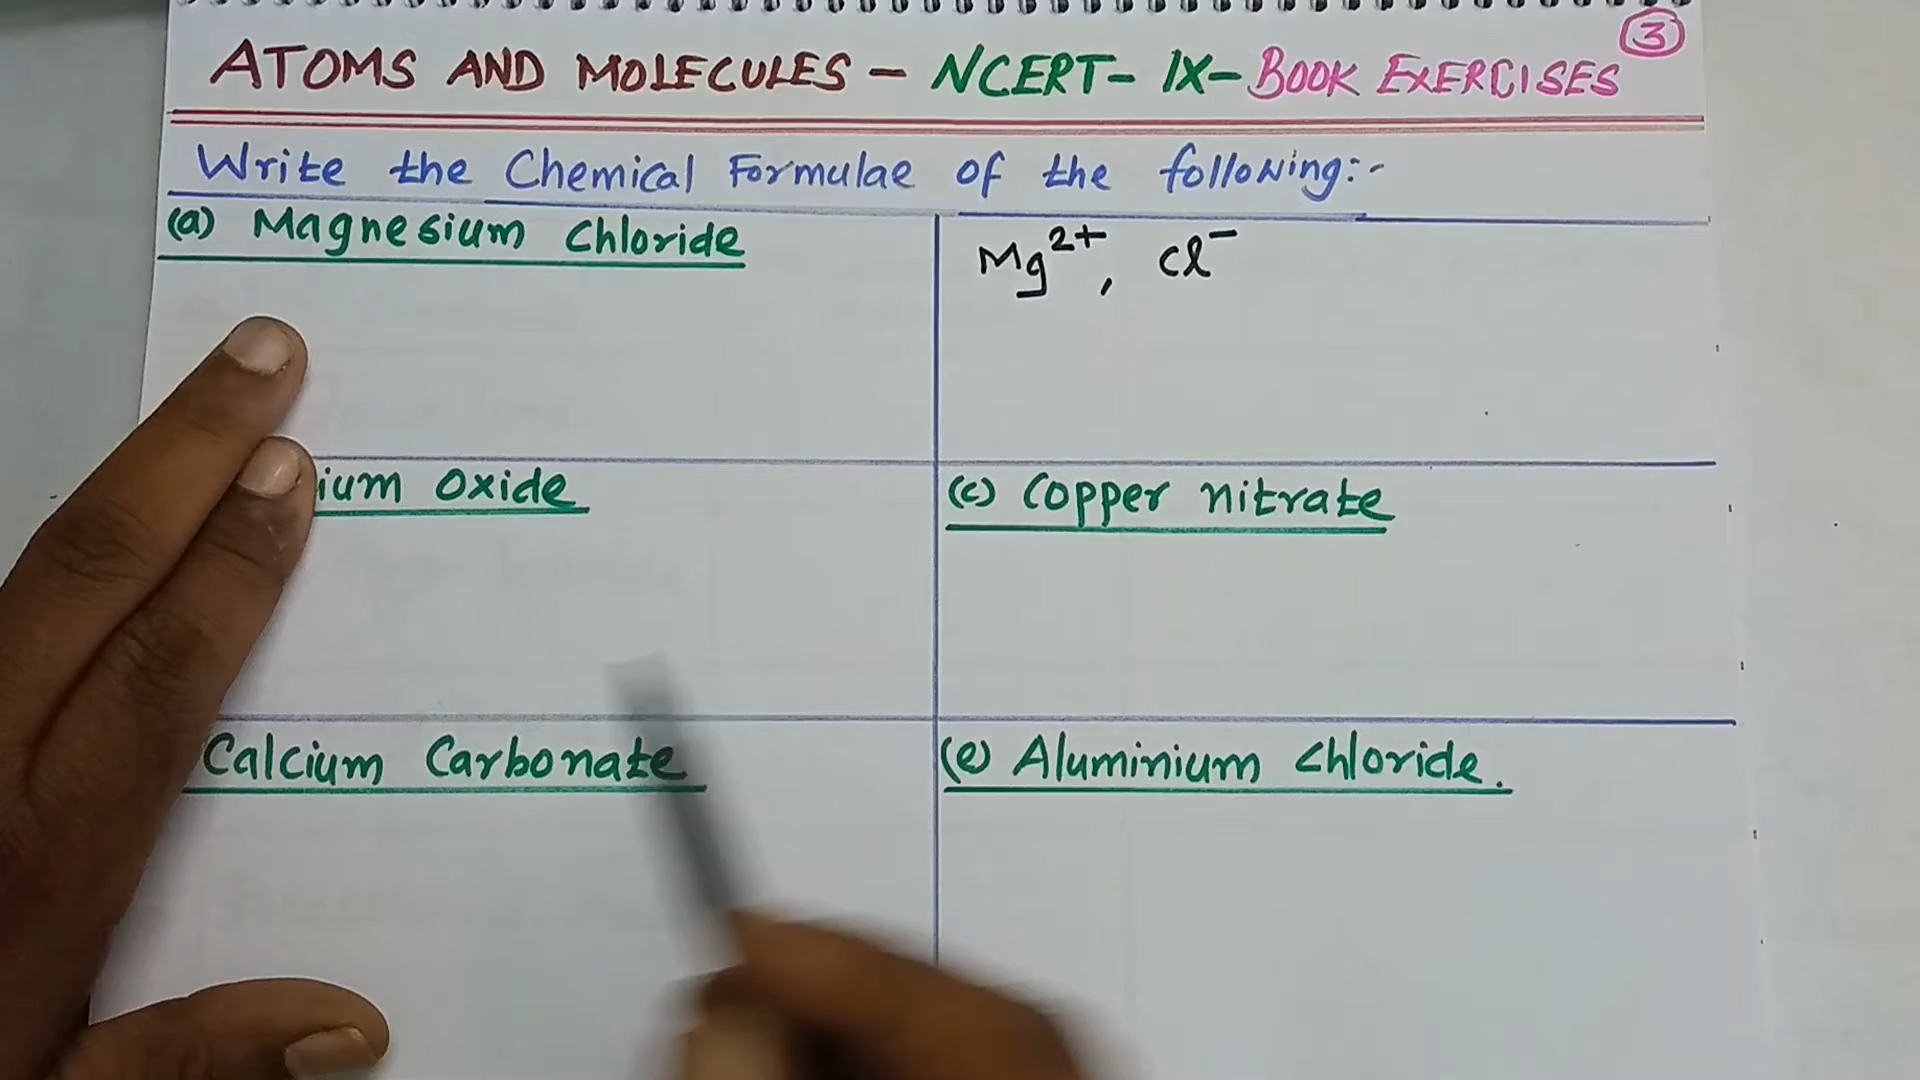 3
ATOMS AND MOLECULES - NCERT- IX- BOOK EXERCISES
Write the Chemical Formulae of the following:-
(a) Magnesium Chloride
Mg²⁺, Cl⁻
ium Oxide
(c) Copper nitrate
Calcium Carbonate
(e) Aluminium Chloride.